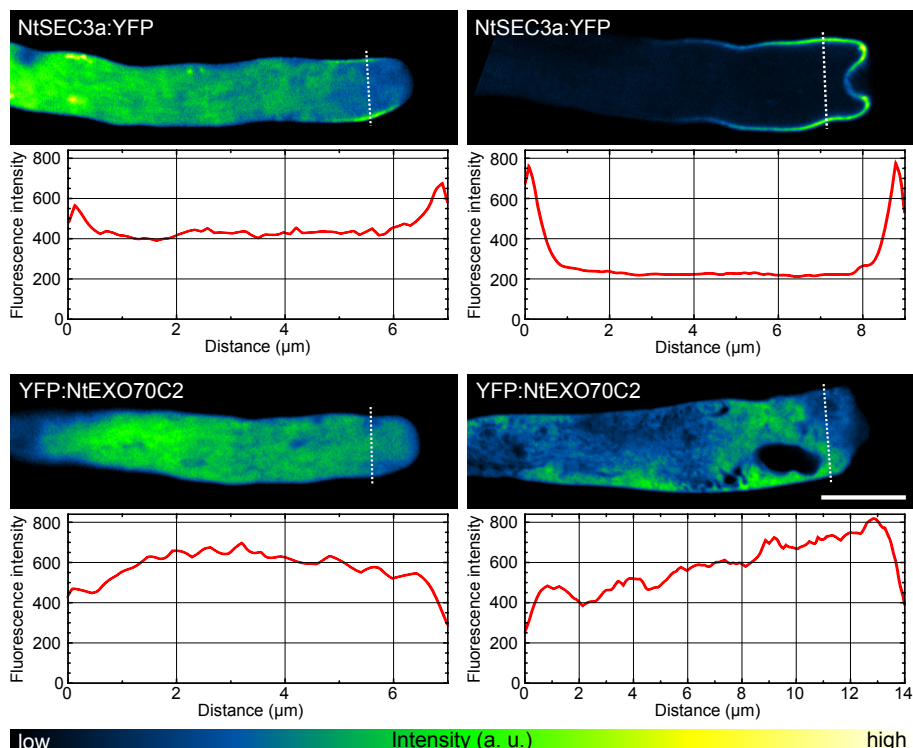 NtSEC3a:YFP
NtSEC3a:YFP
Fluorescence intensity
800
600
400
200
0
0 2 4 6
Distance (µm)
Fluorescence intensity
800
600
400
200
0
0 2 4 6 8
Distance (µm)
YFP:NtEXO70C2
YFP:NtEXO70C2
Fluorescence intensity
800
600
400
200
0
0 2 4 6
Distance (µm)
Fluorescence intensity
800
600
400
200
0
0 2 4 6 8 10 12 14
Distance (µm)
low Intensity (a. u.) high